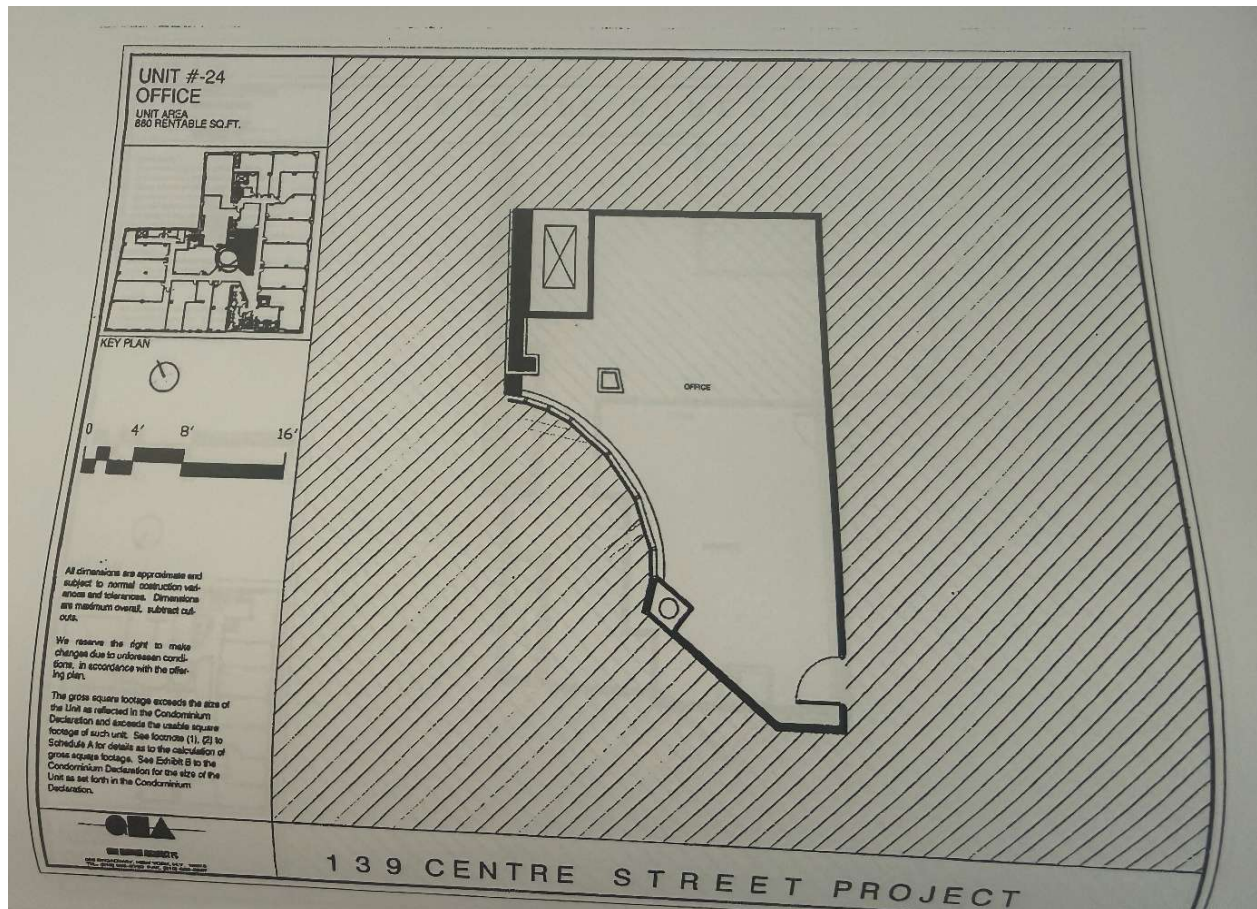 UNIT #-24
OFFICE
UNIT AREA
680 RENTABLE SQ.FT.
KEY PLAN
0 4' 8' 16'
All dimensions are approximate and
subject to normal costruction vari-
ances and tolerances. Dimensions
are maximum overall, subtract cut-
outs.
We reserve the right to make
changes due to unforeseen condi-
tions, in accordance with the offer-
ing plan.
The gross square footage exceeds the size of
the Unit as reflected in the Condominium
Declaration and exceeds the usable square
footage of such unit. See footnote (1), (2) to
Schedule A for details as to the calculation of
gross square footage. See Exhibit B to the
Condominium Declaration for the size of the
Unit as set forth in the Condominium
Declaration.
OFFICE
139 CENTRE STREET PROJECT